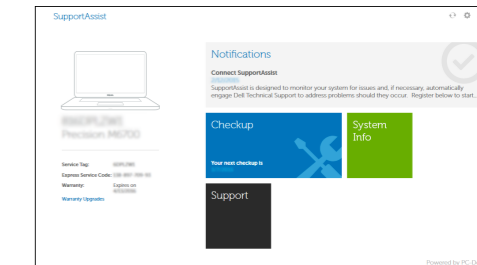 SupportAssist
Notifications
Connect SupportAssist
SupportAssist is designed to monitor your system for issues and, if necessary, automatically
engage Dell Technical Support to address problems should they occur. Register below to start...
Precision M6700
Checkup
Your next checkup is
System
Info
Service Tag:
Express Service Code:
Warranty:
Expires on
Warranty Upgrades
Support
Powered by PC-D